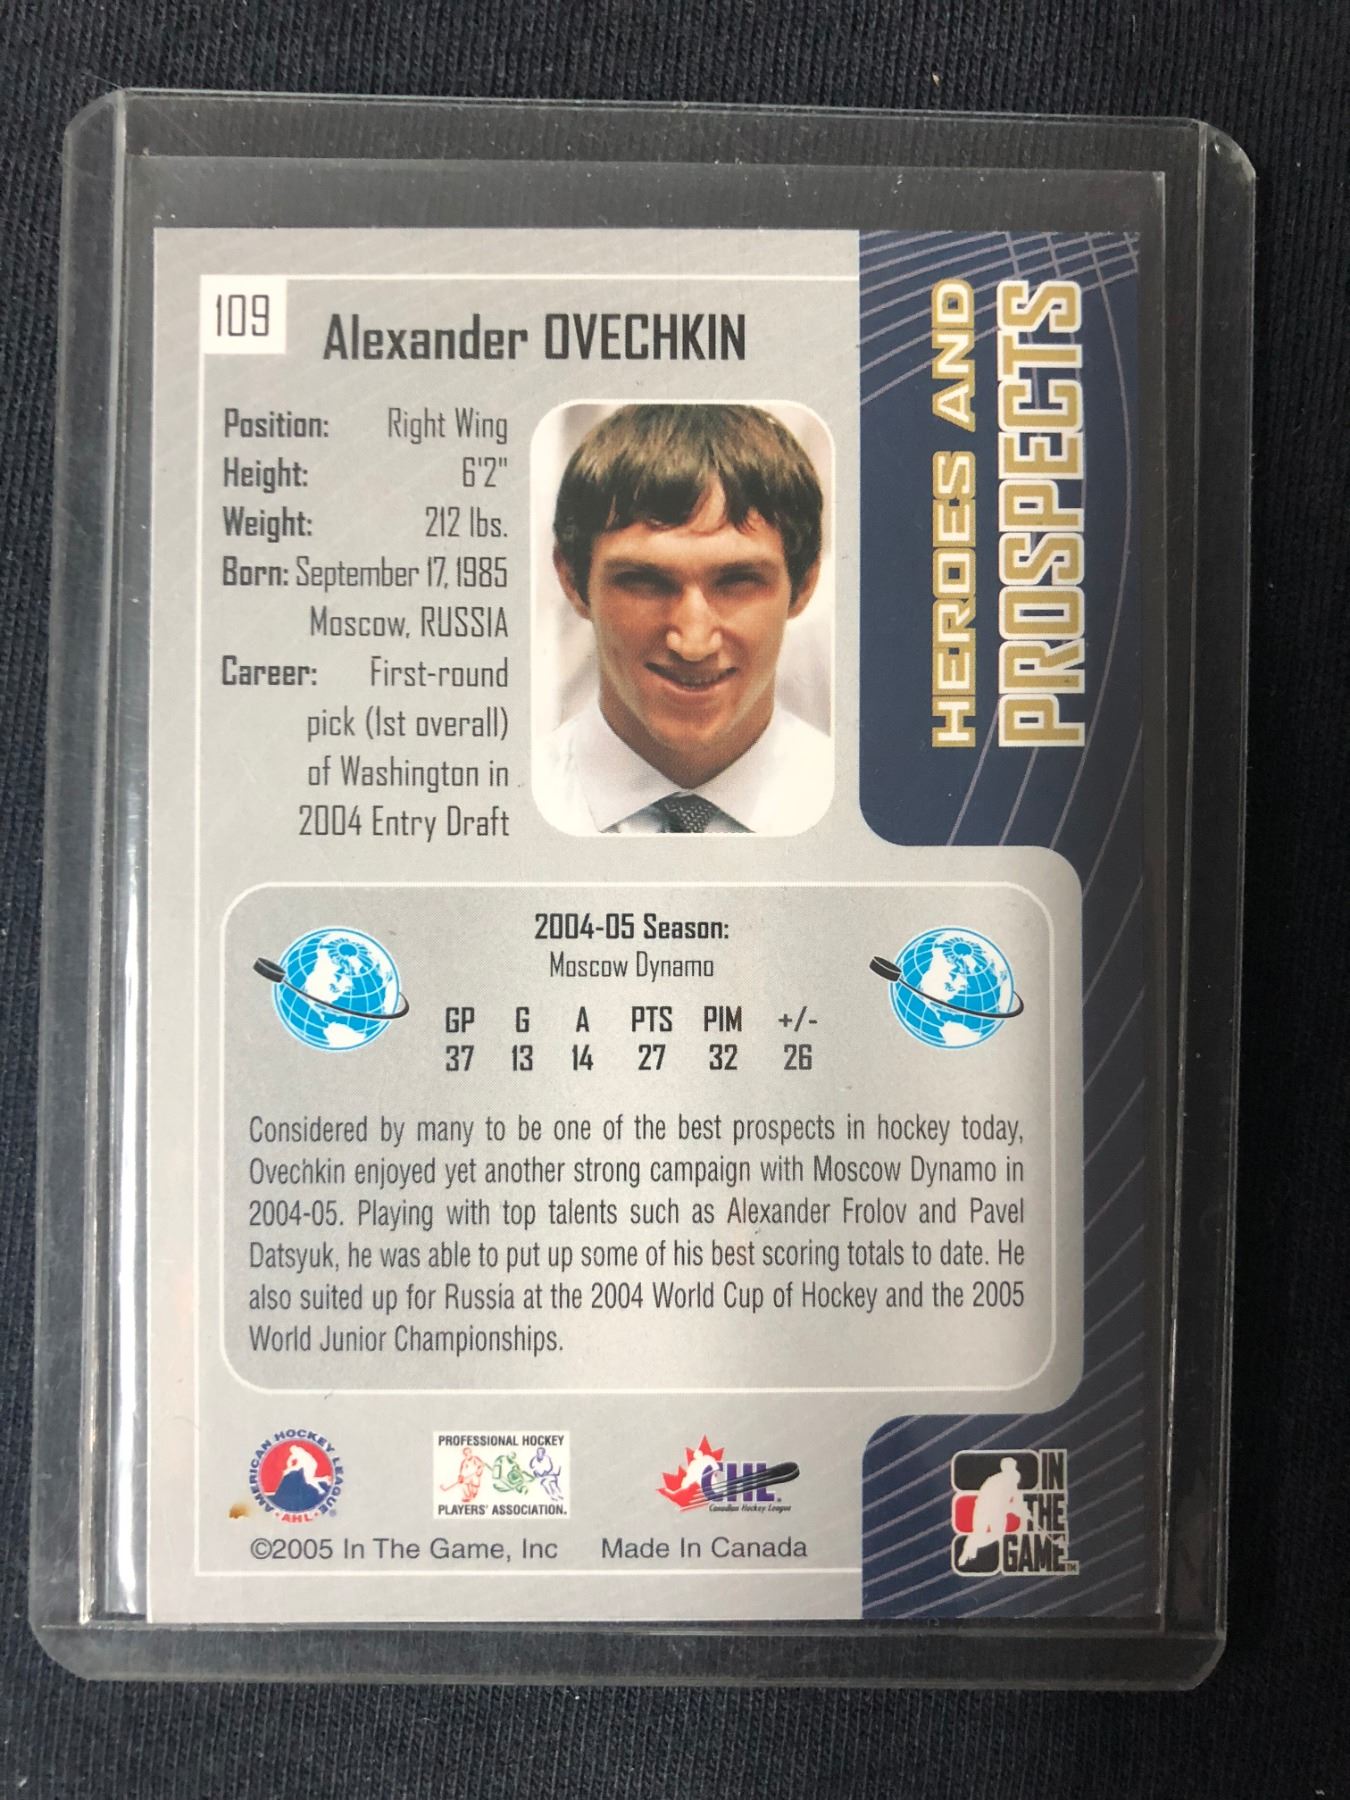 109
Alexander OVECHKIN
HEROES AND
PROSPECTS
Position: Right Wing
Height: 6'2"
Weight: 212 lbs.
Born: September 17, 1985
Moscow, RUSSIA
Career: First-round
pick (1st overall)
of Washington in
2004 Entry Draft
2004-05 Season:
Moscow Dynamo
GP G A PTS PIM +/-
37 13 14 27 32 26
Considered by many to be one of the best prospects in hockey today,
Ovechkin enjoyed yet another strong campaign with Moscow Dynamo in
2004-05. Playing with top talents such as Alexander Frolov and Pavel
Datsyuk, he was able to put up some of his best scoring totals to date. He
also suited up for Russia at the 2004 World Cup of Hockey and the 2005
World Junior Championships.
AMERICAN HOCKEY LEAGUE
AHL
PROFESSIONAL HOCKEY
PLAYERS' ASSOCIATION.
CHL
Canadian Hockey League
IN
THE
GAME™
©2005 In The Game, Inc Made In Canada